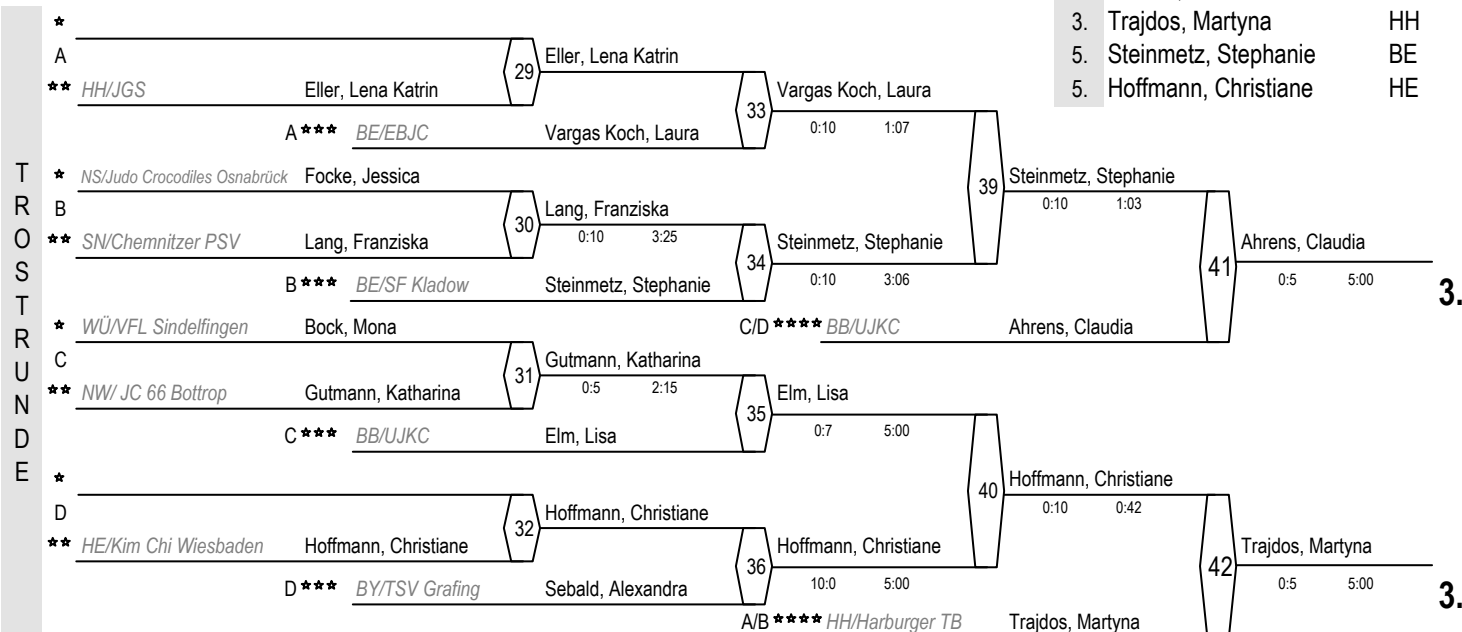 3. Trajdos, Martyna HH
5. Steinmetz, Stephanie BE
5. Hoffmann, Christiane HE
TROSTRUNDE
*
A
** HH/JGS Eller, Lena Katrin
29 Eller, Lena Katrin
A *** BE/EBJC Vargas Koch, Laura
33 Vargas Koch, Laura
0:10 1:07
* NS/Judo Crocodiles Osnabrück Focke, Jessica
B
** SN/Chemnitzer PSV Lang, Franziska
30 Lang, Franziska
0:10 3:25
B *** BE/SF Kladow Steinmetz, Stephanie
34 Steinmetz, Stephanie
0:10 3:06
39 Steinmetz, Stephanie
0:10 1:03
C/D **** BB/UJKC Ahrens, Claudia
41 Ahrens, Claudia
0:5 5:00
3.
* WÜ/VFL Sindelfingen Bock, Mona
C
** NW/ JC 66 Bottrop Gutmann, Katharina
31 Gutmann, Katharina
0:5 2:15
C *** BB/UJKC Elm, Lisa
35 Elm, Lisa
0:7 5:00
*
D
** HE/Kim Chi Wiesbaden Hoffmann, Christiane
32 Hoffmann, Christiane
D *** BY/TSV Grafing Sebald, Alexandra
36 Hoffmann, Christiane
10:0 5:00
40 Hoffmann, Christiane
0:10 0:42
A/B **** HH/Harburger TB Trajdos, Martyna
42 Trajdos, Martyna
0:5 5:00
3.